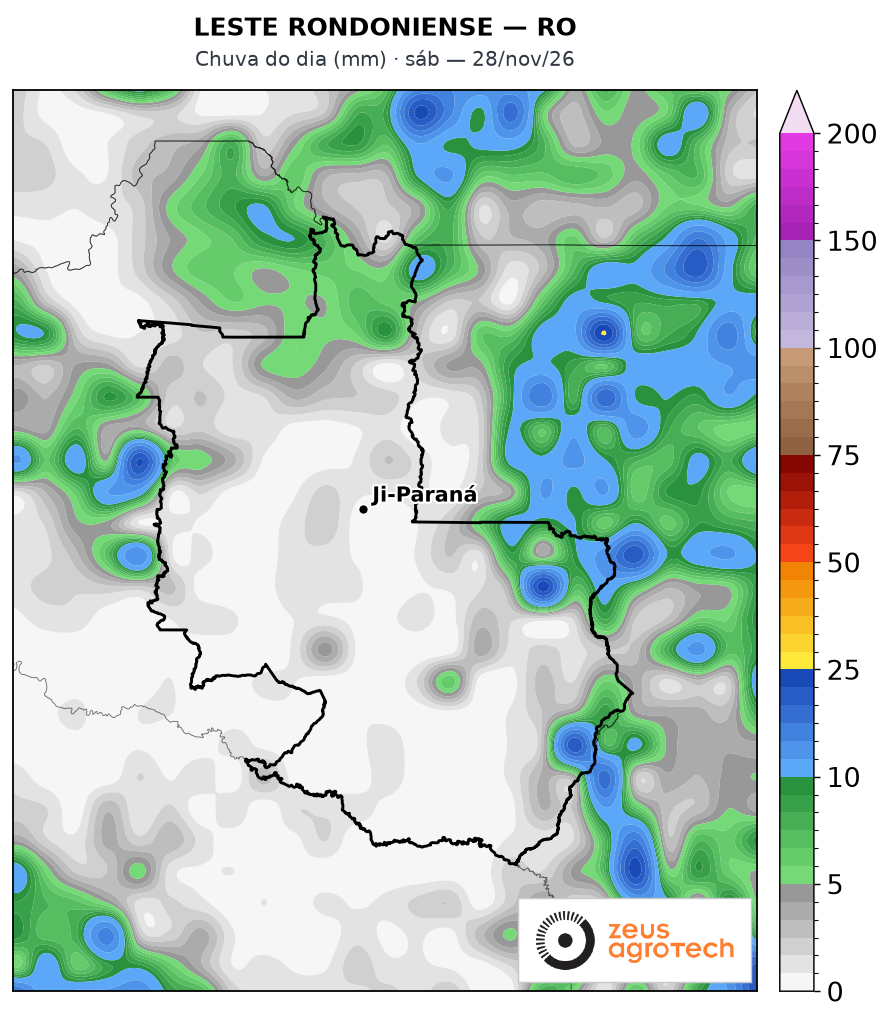 LESTE RONDONIENSE — RO
Chuva do dia (mm) · sáb — 28/nov/26
200
150
100
75
50
25
10
5
0
Ji-Paraná
zeus
agrotech